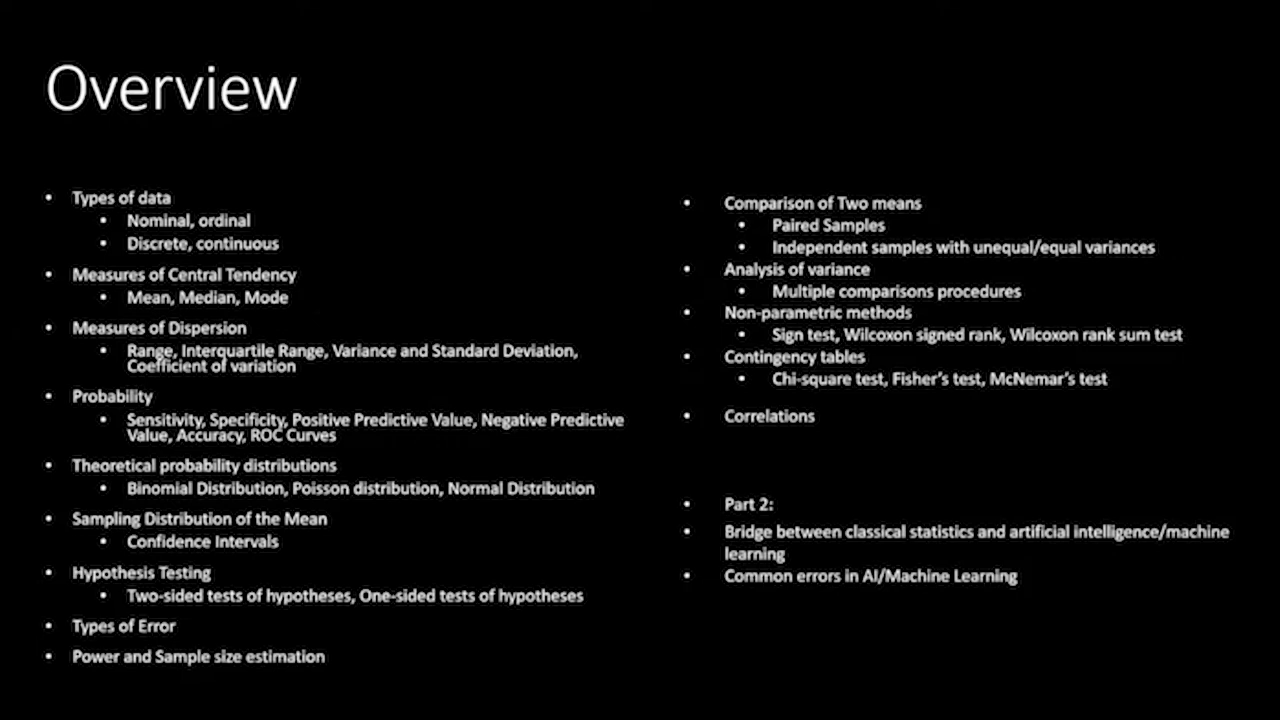 Overview
• Types of data
• Nominal, ordinal
• Discrete, continuous
• Measures of Central Tendency
• Mean, Median, Mode
• Measures of Dispersion
• Range, Interquartile Range, Variance and Standard Deviation,
Coefficient of variation
• Probability
• Sensitivity, Specificity, Positive Predictive Value, Negative Predictive
Value, Accuracy, ROC Curves
• Theoretical probability distributions
• Binomial Distribution, Poisson distribution, Normal Distribution
• Sampling Distribution of the Mean
• Confidence Intervals
• Hypothesis Testing
• Two-sided tests of hypotheses, One-sided tests of hypotheses
• Types of Error
• Power and Sample size estimation
• Comparison of Two means
• Paired Samples
• Independent samples with unequal/equal variances
• Analysis of variance
• Multiple comparisons procedures
• Non-parametric methods
• Sign test, Wilcoxon signed rank, Wilcoxon rank sum test
• Contingency tables
• Chi-square test, Fisher's test, McNemar's test
• Correlations
• Part 2:
• Bridge between classical statistics and artificial intelligence/machine
learning
• Common errors in AI/Machine Learning